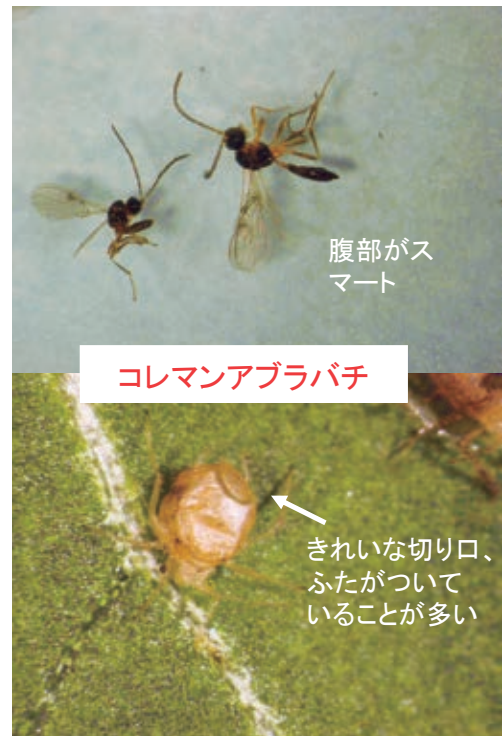 腹部がス
マート
コレマンアブラバチ
きれいな切り口、
ふたがついて
いることが多い